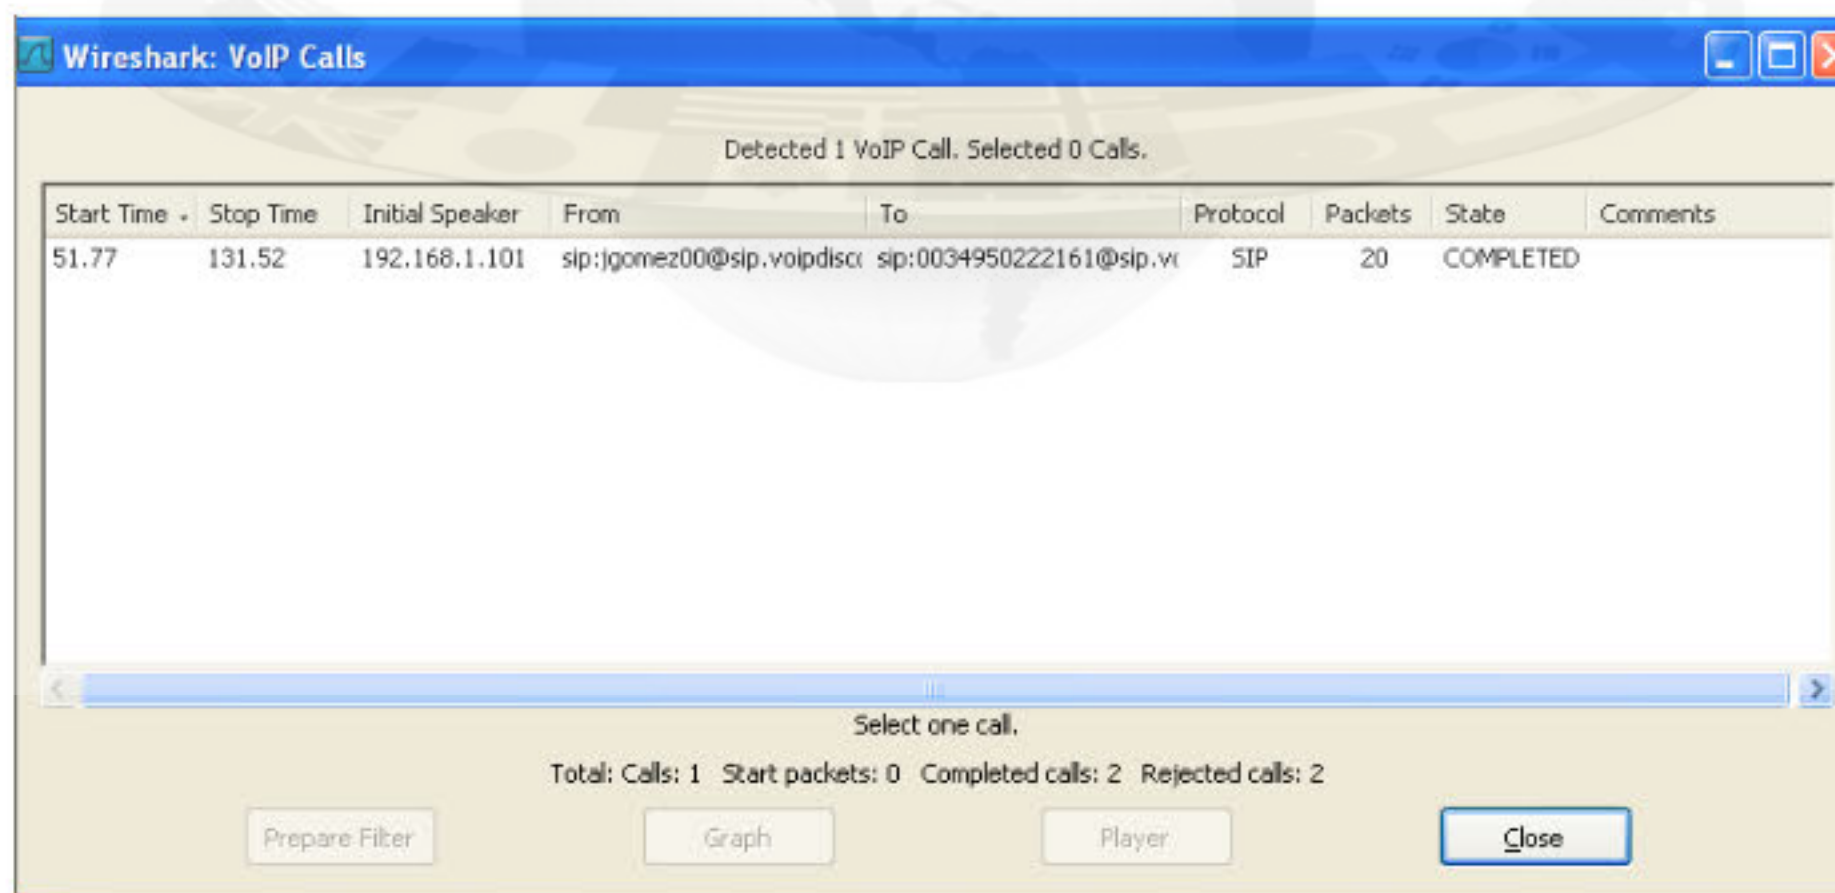 Wireshark: VoIP Calls
Detected 1 VoIP Call. Selected 0 Calls.
Start Time Stop Time Initial Speaker From To Protocol Packets State Comments
51.77 131.52 192.168.1.101 sip:jgomez00@sip.voipdisc sip:0034950222161@sip.v SIP 20 COMPLETED
Select one call.
Total: Calls: 1 Start packets: 0 Completed calls: 2 Rejected calls: 2
Prepare Filter Graph Player Close